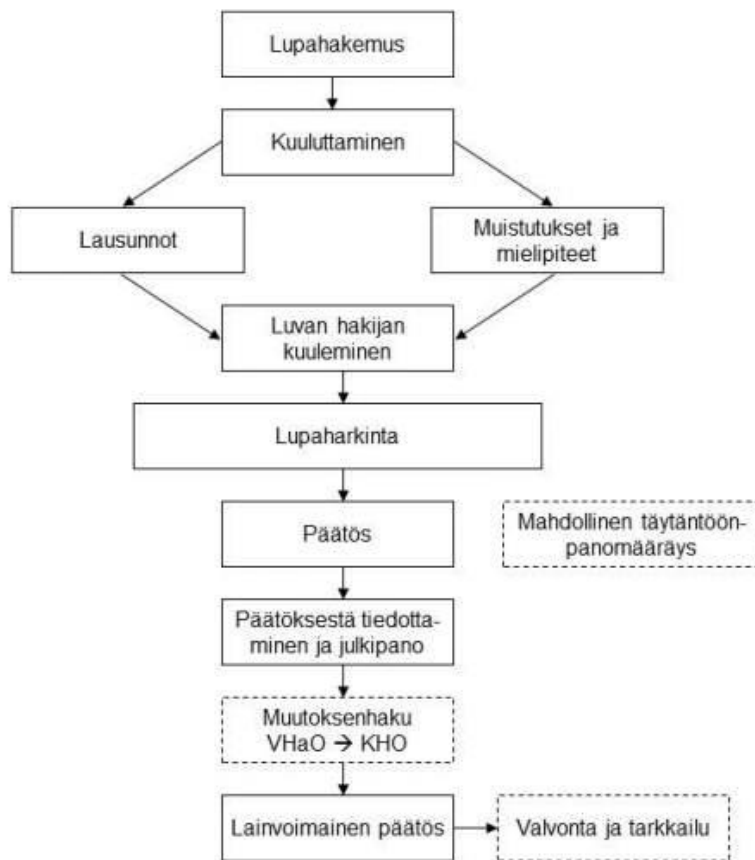 Lupahakemus
Kuuluttaminen
Lausunnot
Muistutukset ja
mielipiteet
Luvan hakijan
kuuleminen
Lupaharkinta
Päätös
Mahdollinen täytäntöön-
panomääräys
Päätöksestä tiedotta-
minen ja julkipano
Muutoksenhaku
VHaO → KHO
Lainvoimainen päätös
Valvonta ja tarkkailu